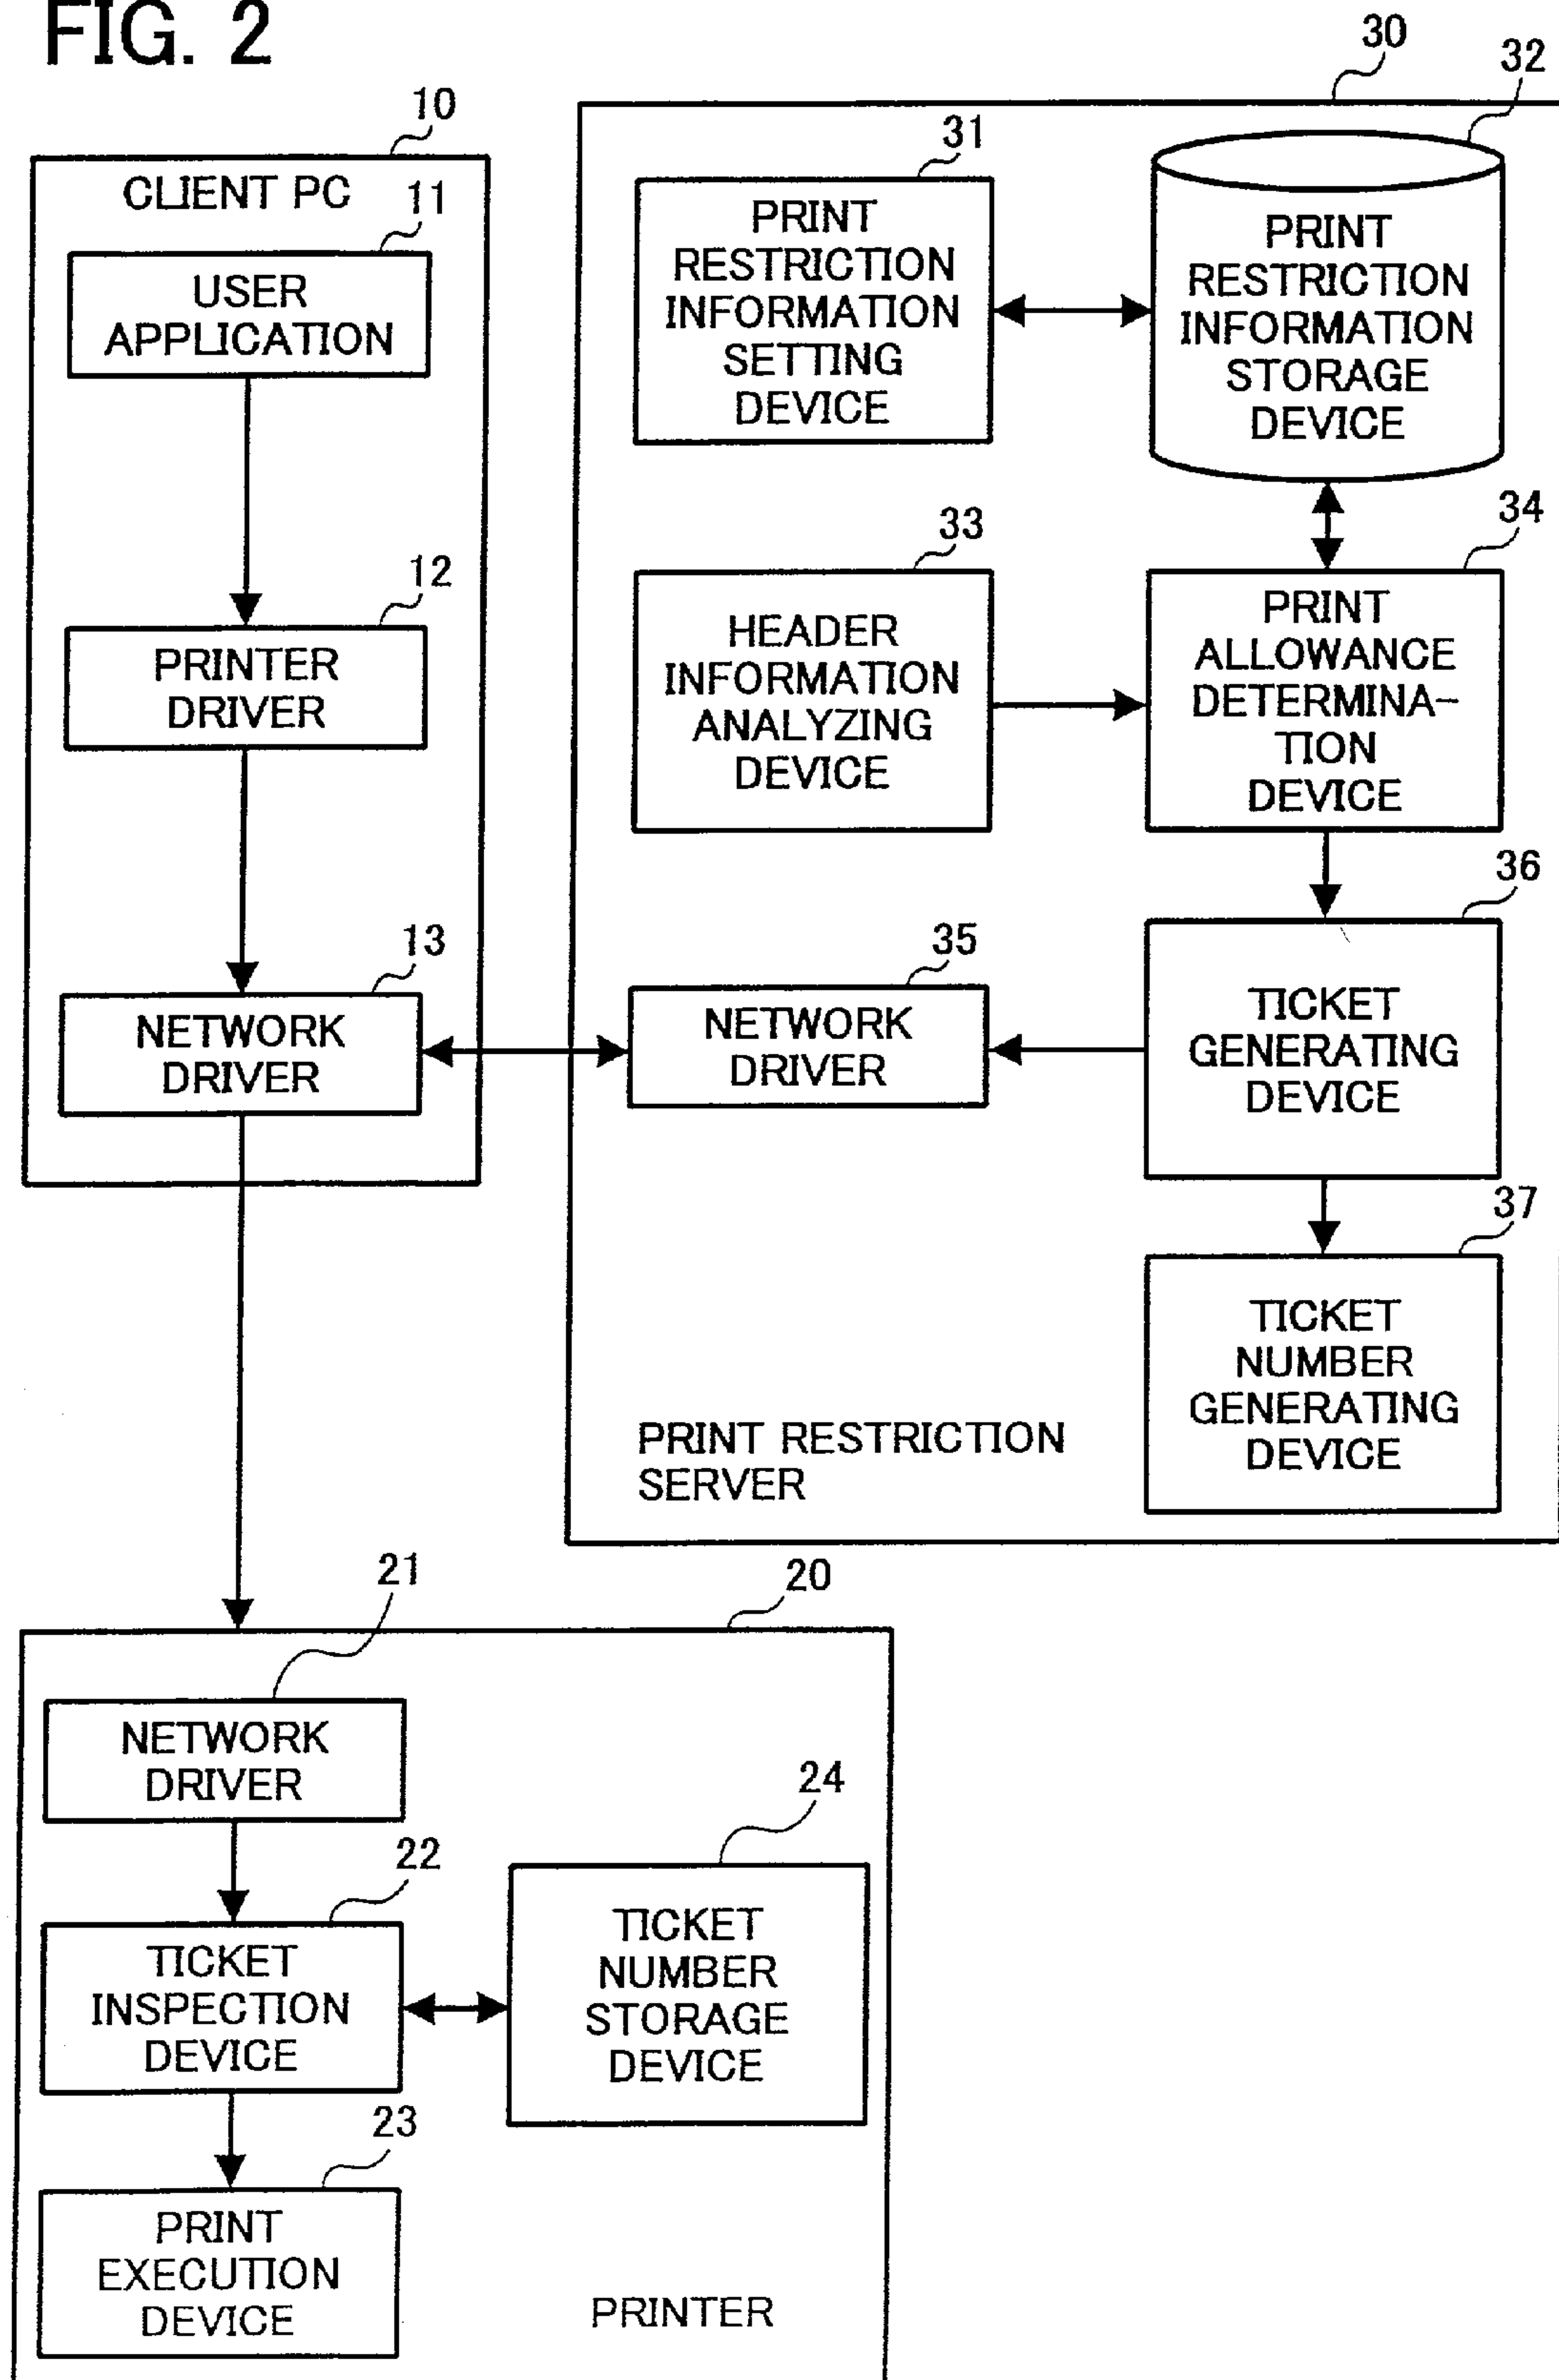 FIG. 2
10
CLIENT PC
11
USER
APPLICATION
12
PRINTER
DRIVER
13
NETWORK
DRIVER
30
31
PRINT
RESTRICTION
INFORMATION
SETTING
DEVICE
32
PRINT
RESTRICTION
INFORMATION
STORAGE
DEVICE
33
HEADER
INFORMATION
ANALYZING
DEVICE
34
PRINT
ALLOWANCE
DETERMINA-
TION
DEVICE
35
NETWORK
DRIVER
36
TICKET
GENERATING
DEVICE
37
TICKET
NUMBER
GENERATING
DEVICE
PRINT RESTRICTION
SERVER
20
21
NETWORK
DRIVER
22
TICKET
INSPECTION
DEVICE
24
TICKET
NUMBER
STORAGE
DEVICE
23
PRINT
EXECUTION
DEVICE
PRINTER